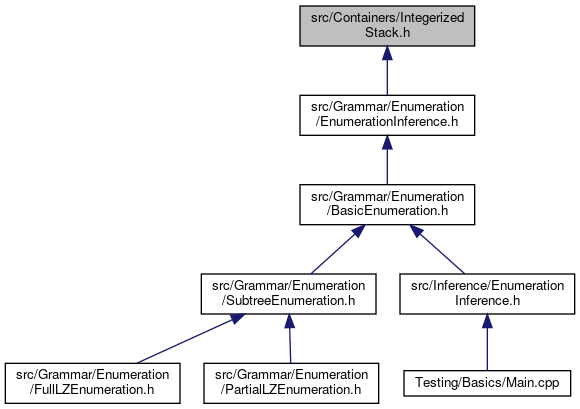 src/Containers/Integerized
Stack.h
src/Grammar/Enumeration
/EnumerationInference.h
src/Grammar/Enumeration
/BasicEnumeration.h
src/Grammar/Enumeration
/SubtreeEnumeration.h
src/Inference/Enumeration
Inference.h
src/Grammar/Enumeration
/FullLZEnumeration.h
src/Grammar/Enumeration
/PartialLZEnumeration.h
Testing/Basics/Main.cpp